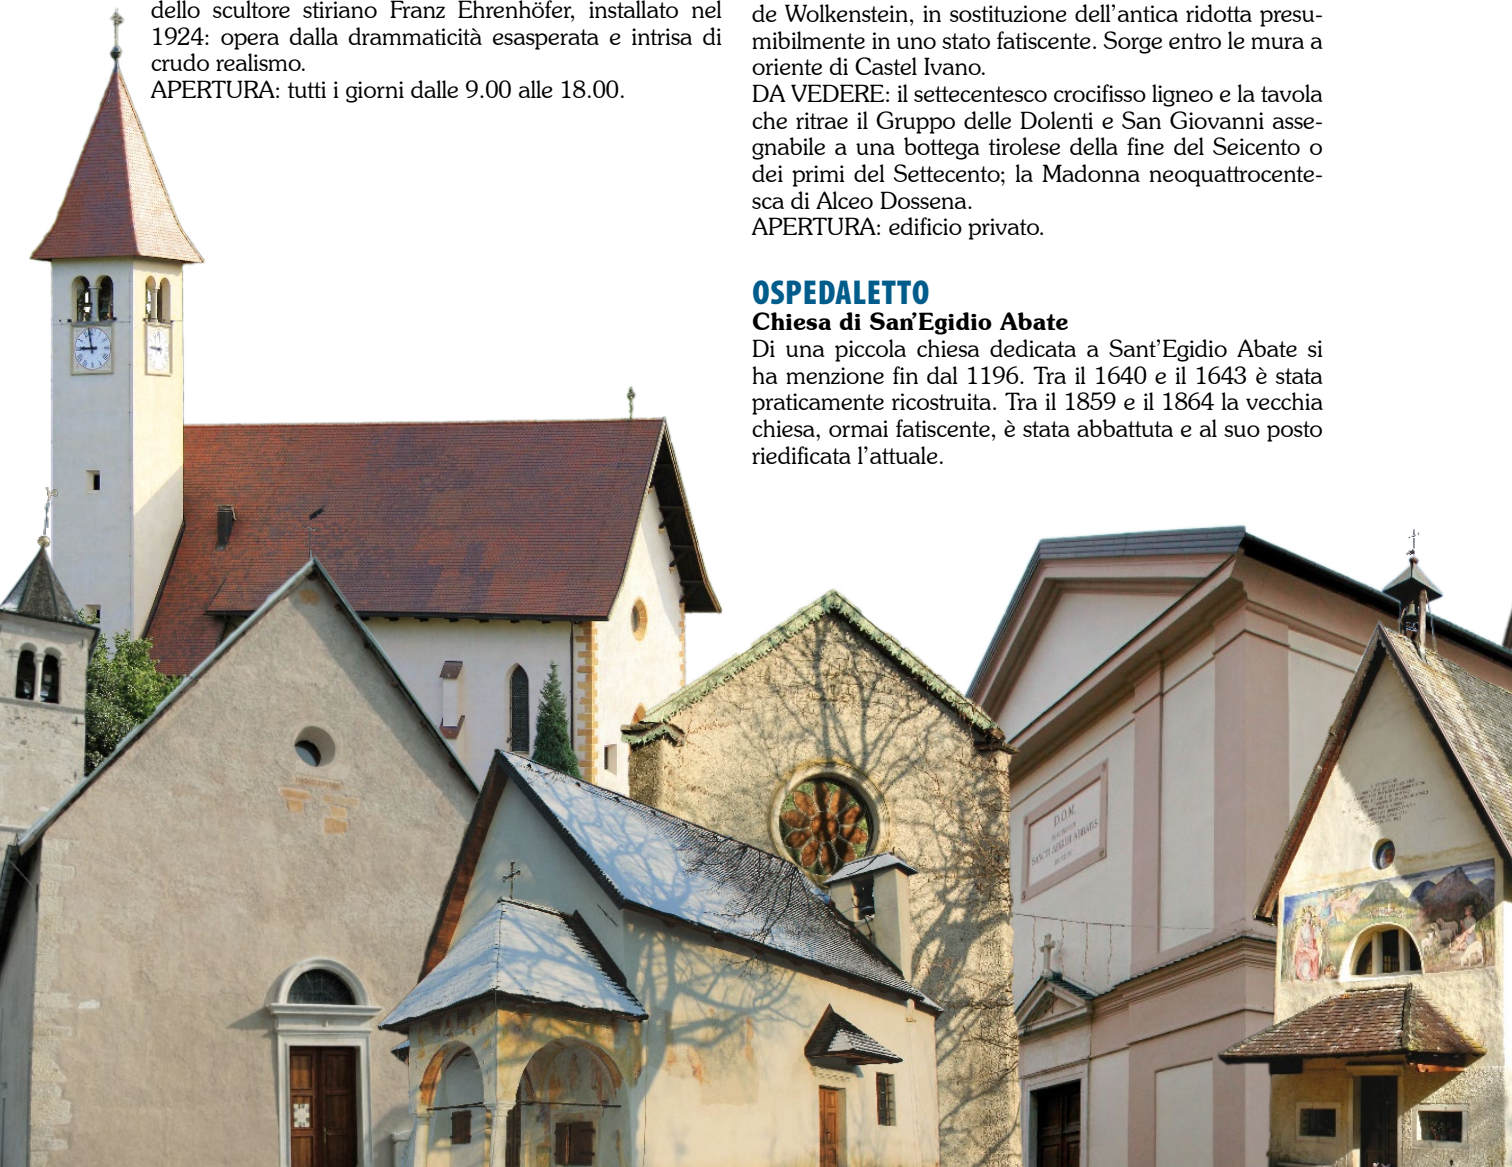 dello scultore stiriano Franz Ehrenhöfer, installato nel
1924: opera dalla drammaticità esasperata e intrisa di
crudo realismo.
APERTURA: tutti i giorni dalle 9.00 alle 18.00.
de Wolkenstein, in sostituzione dell'antica ridotta presu-
mibilmente in uno stato fatiscente. Sorge entro le mura a
oriente di Castel Ivano.
DA VEDERE: il settecentesco crocifisso ligneo e la tavola
che ritrae il Gruppo delle Dolenti e San Giovanni asse-
gnabile a una bottega tirolese della fine del Seicento o
dei primi del Settecento; la Madonna neoquattrocente-
sca di Alceo Dossena.
APERTURA: edificio privato.
OSPEDALETTO
Chiesa di San'Egidio Abate
Di una piccola chiesa dedicata a Sant'Egidio Abate si
ha menzione fin dal 1196. Tra il 1640 e il 1643 è stata
praticamente ricostruita. Tra il 1859 e il 1864 la vecchia
chiesa, ormai fatiscente, è stata abbattuta e al suo posto
riedificata l'attuale.
D.O.M.
SANCTI AEGIDII ABBATIS